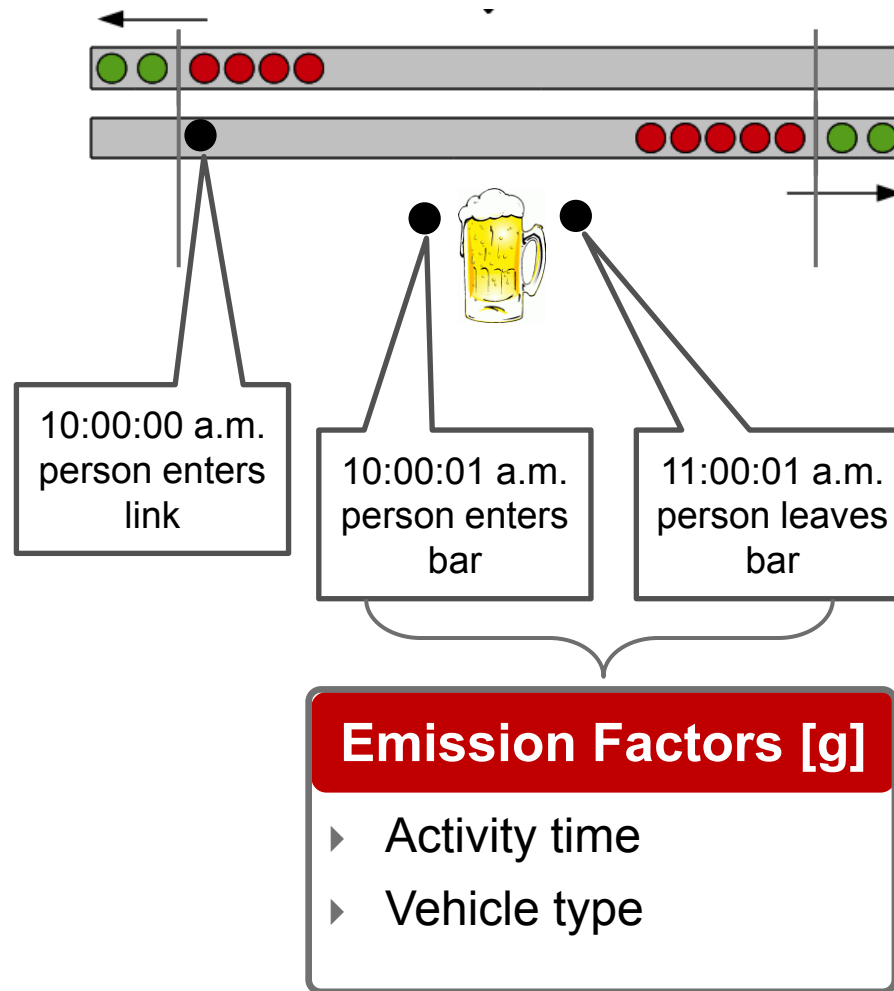 10:00:00 a.m.
person enters
link
10:00:01 a.m.
person enters
bar
11:00:01 a.m.
person leaves
bar
Emission Factors [g]
Activity time
Vehicle type